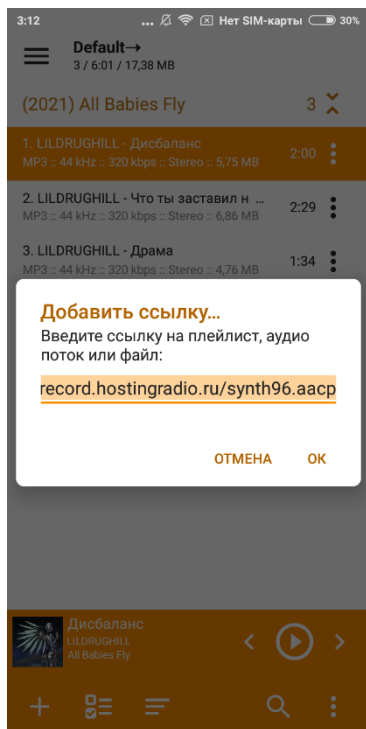 3:12 ... Нет SIM-карты 30%
Default→
3 / 6:01 / 17,38 MB
(2021) All Babies Fly 3
1. LILDRUGHILL - Дисбаланс
2:00
MP3 :: 44 kHz :: 320 kbps :: Stereo :: 5,75 MB
2. LILDRUGHILL - Что ты заставил н ...
2:29
MP3 :: 44 kHz :: 320 kbps :: Stereo :: 6,86 MB
3. LILDRUGHILL - Драма
1:34
MP3 :: 44 kHz :: 320 kbps :: Stereo :: 4,76 MB
Добавить ссылку...
Введите ссылку на плейлист, аудио
поток или файл:
record.hostingradio.ru/synth96.aacp
ОТМЕНА ОК
Дисбаланс
LILDRUGHILL
All Babies Fly